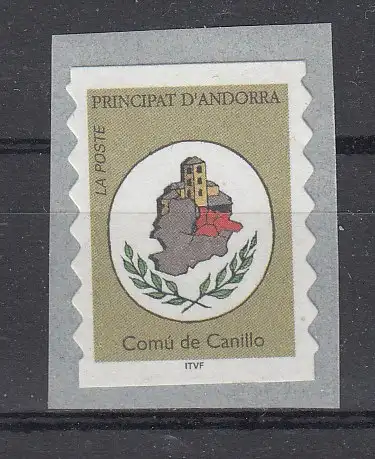 PRINCIPAT D'ANDORRA
LA POSTE
Comú de Canillo
ITVF